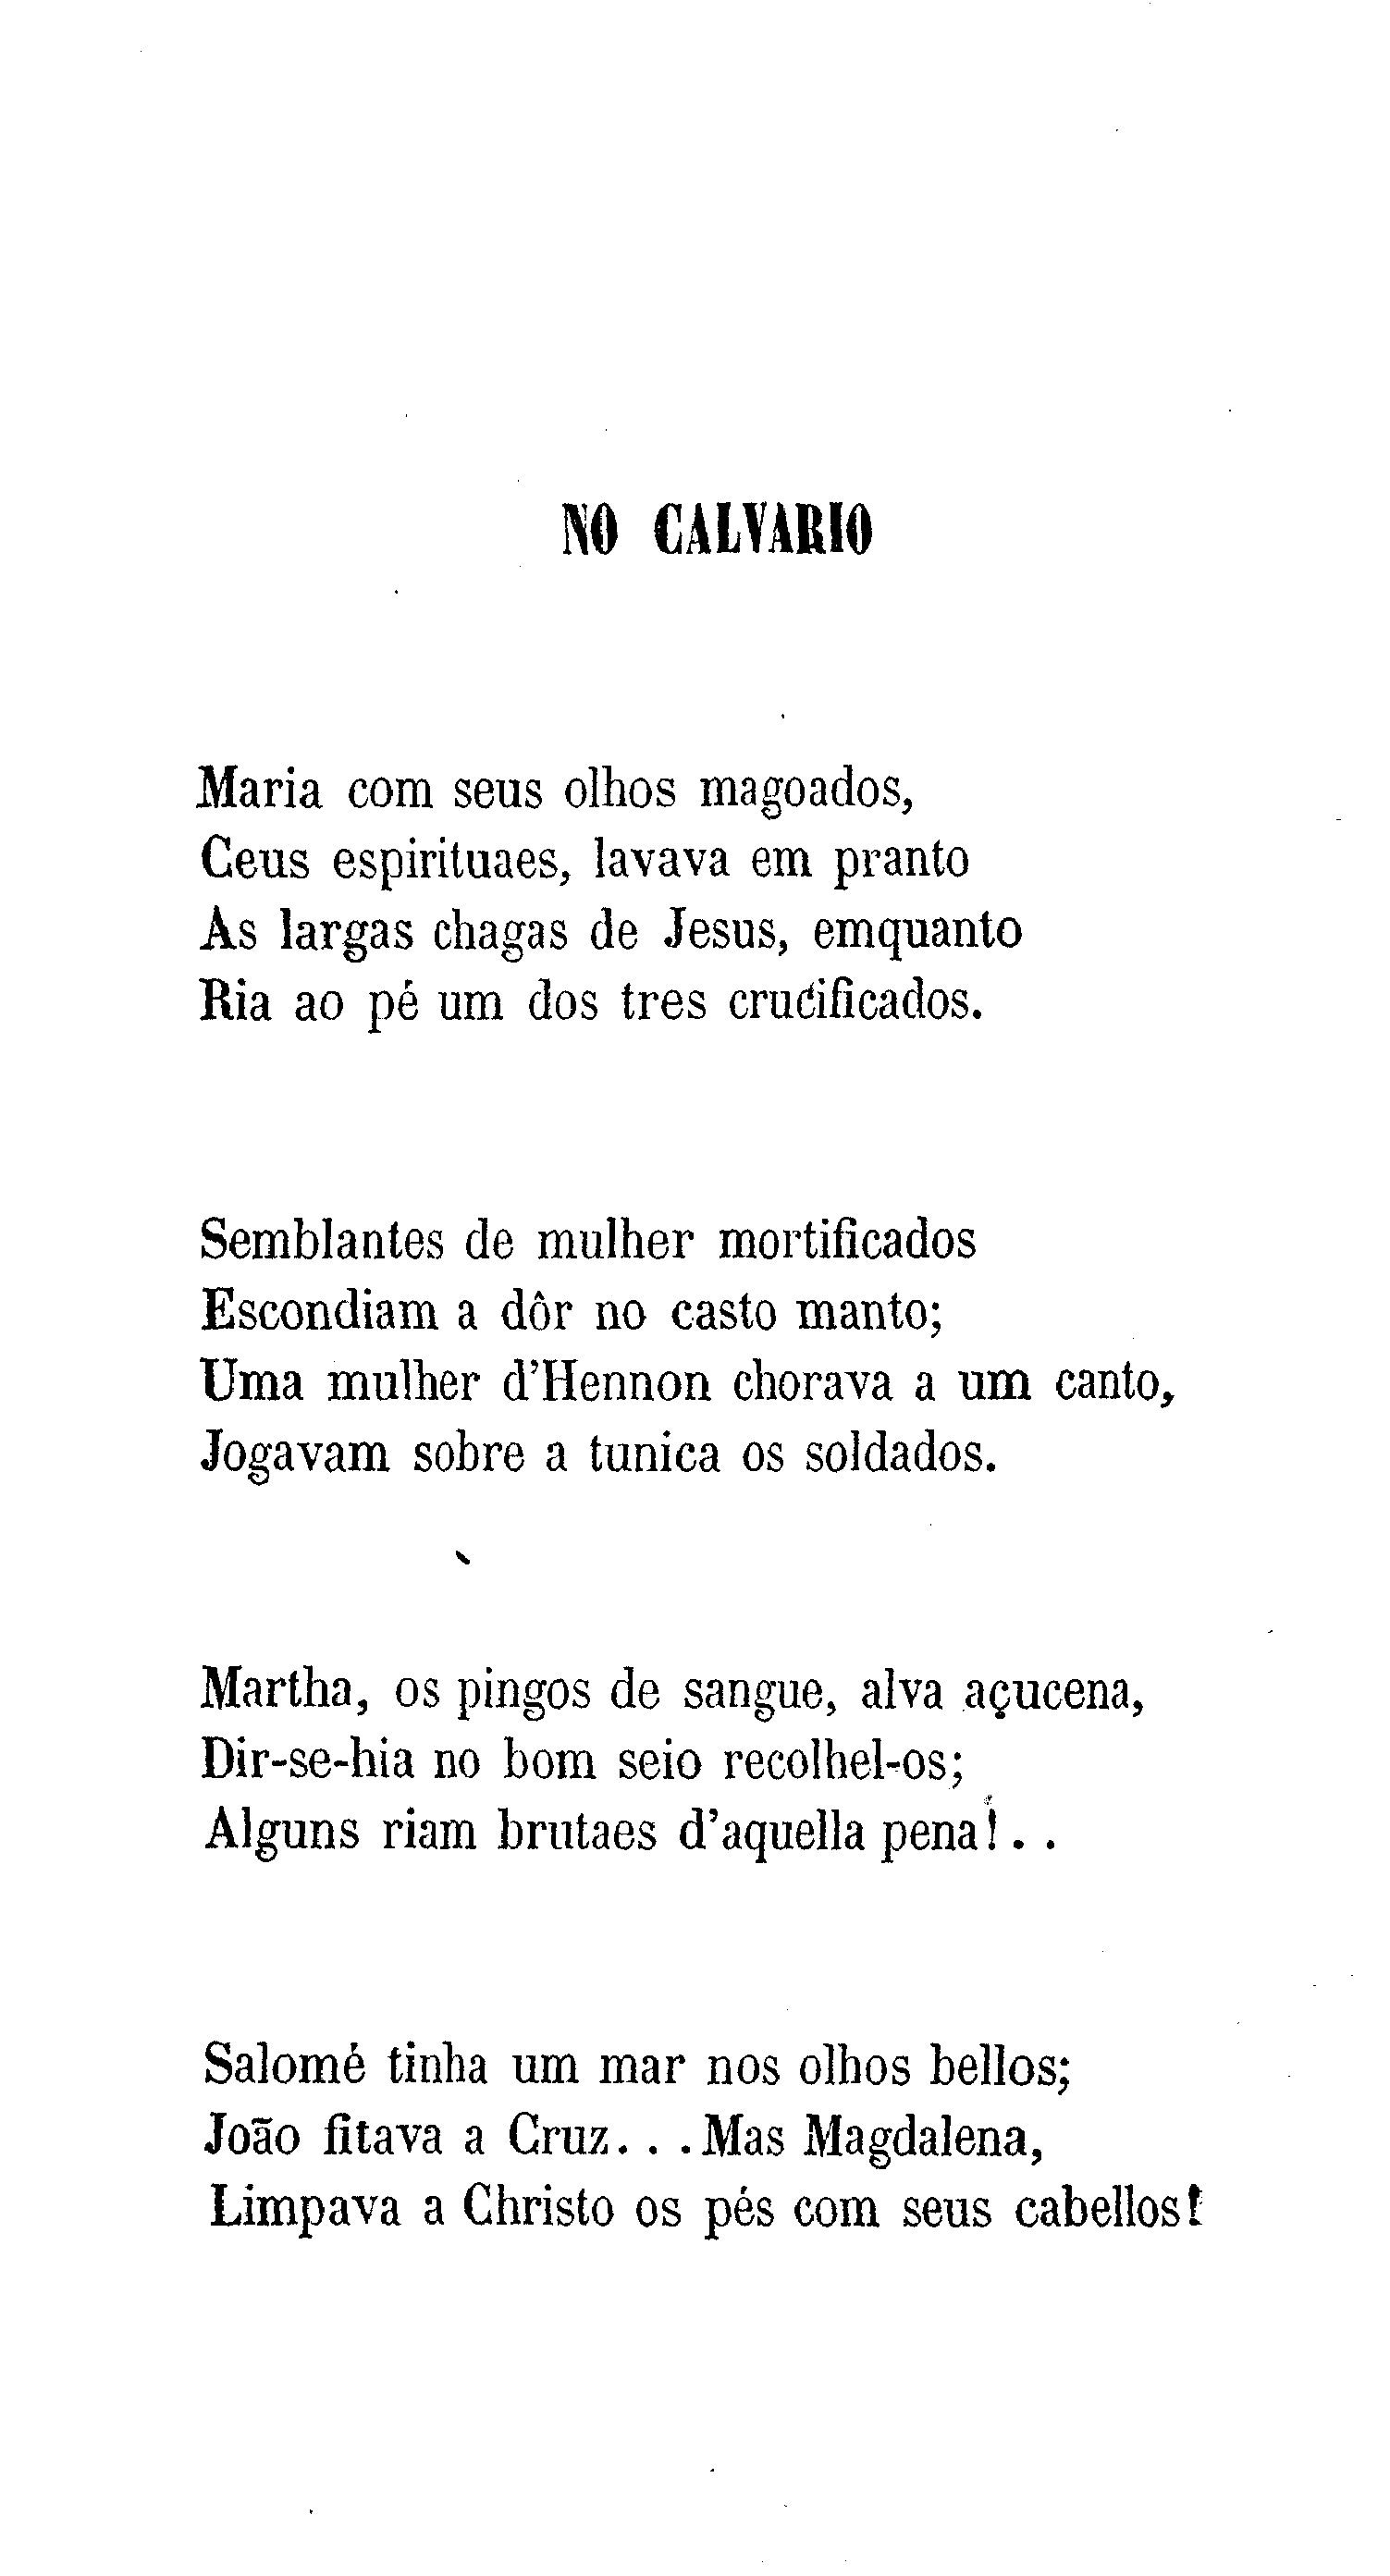 NO CALVARIO
Maria com seus olhos magoados,
Ceus espirituaes, lavava em pranto
As largas chagas de Jesus, emquanto
Ria ao pé um dos tres crucificados.
Semblantes de mulher mortificados
Escondiam a dôr no casto manto;
Uma mulher d'Hennon chorava a um canto,
Jogavam sobre a tunica os soldados.
Martha, os pingos de sangue, alva açucena,
Dir-se-hia no bom seio recolhel-os;
Alguns riam brutaes d'aquella pena!. .
Salomé tinha um mar nos olhos bellos;
João fitava a Cruz. . . Mas Magdalena,
Limpava a Christo os pés com seus cabellos!